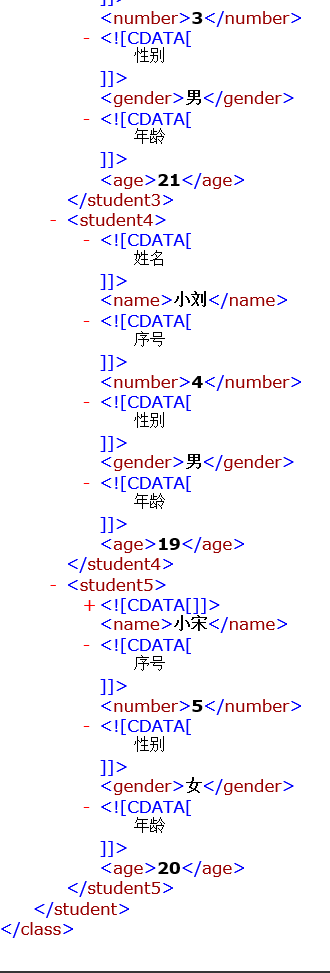 ]]>
<number>3</number>
- <![CDATA[
性别
]]>
<gender>男</gender>
- <![CDATA[
年龄
]]>
<age>21</age>
</student3>
- <student4>
- <![CDATA[
姓名
]]>
<name>小刘</name>
- <![CDATA[
序号
]]>
<number>4</number>
- <![CDATA[
性别
]]>
<gender>男</gender>
- <![CDATA[
年龄
]]>
<age>19</age>
</student4>
- <student5>
+ <![CDATA[]]>
<name>小宋</name>
- <![CDATA[
序号
]]>
<number>5</number>
- <![CDATA[
性别
]]>
<gender>女</gender>
- <![CDATA[
年龄
]]>
<age>20</age>
</student5>
</student>
</class>